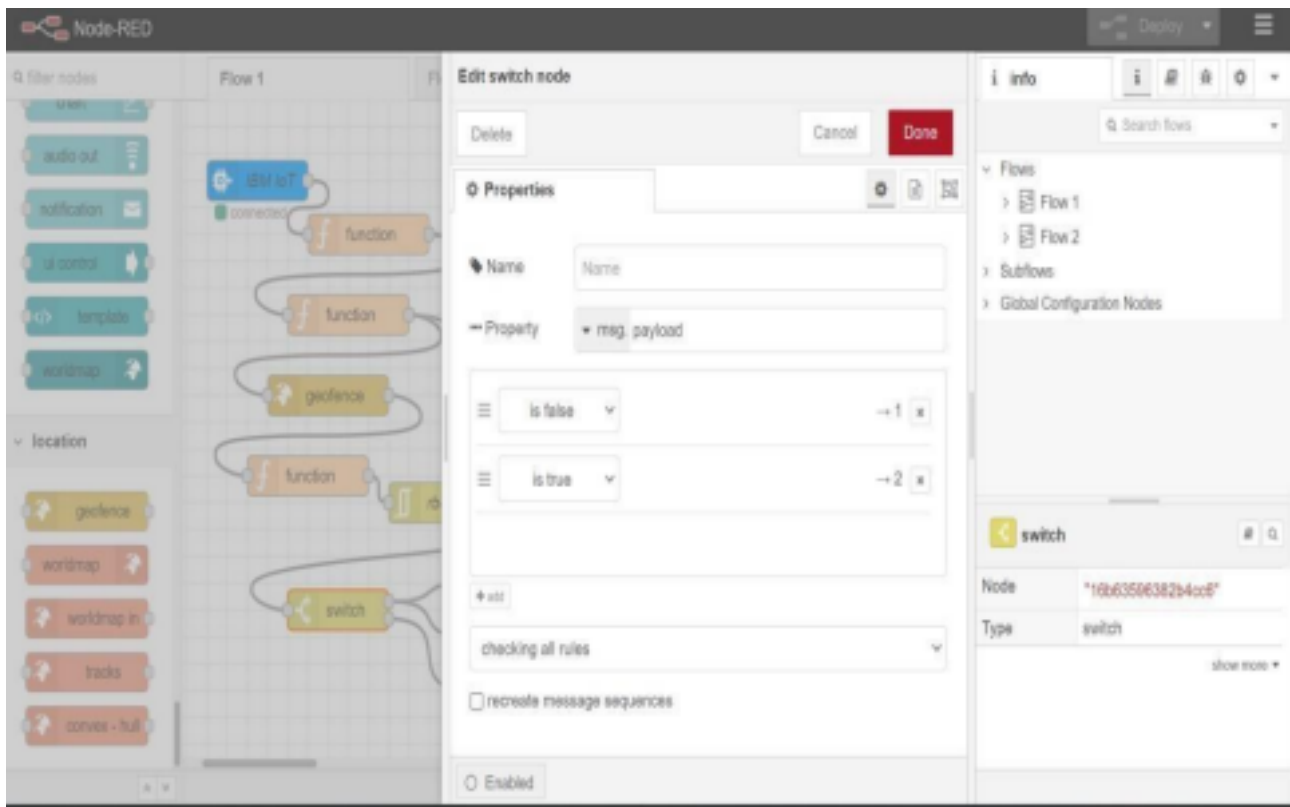 Node-RED
Deploy
filter nodes
Flow 1
Edit switch node
info
Delete
Cancel
Done
Search flows
audio out
IBM IoT
Properties
Flows
connected
Flow 1
notification
function
Flow 2
ui control
Name
Name
Subflows
template
function
Property
msg. payload
Global Configuration Nodes
worldmap
geofence
is false
→ 1
location
function
is true
→ 2
geofence
switch
worldmap
Node
"16b63596382b4cc6"
add
worldmap in
switch
Type
switch
checking all rules
show more
tracks
recreate message sequences
convex - hull
Enabled